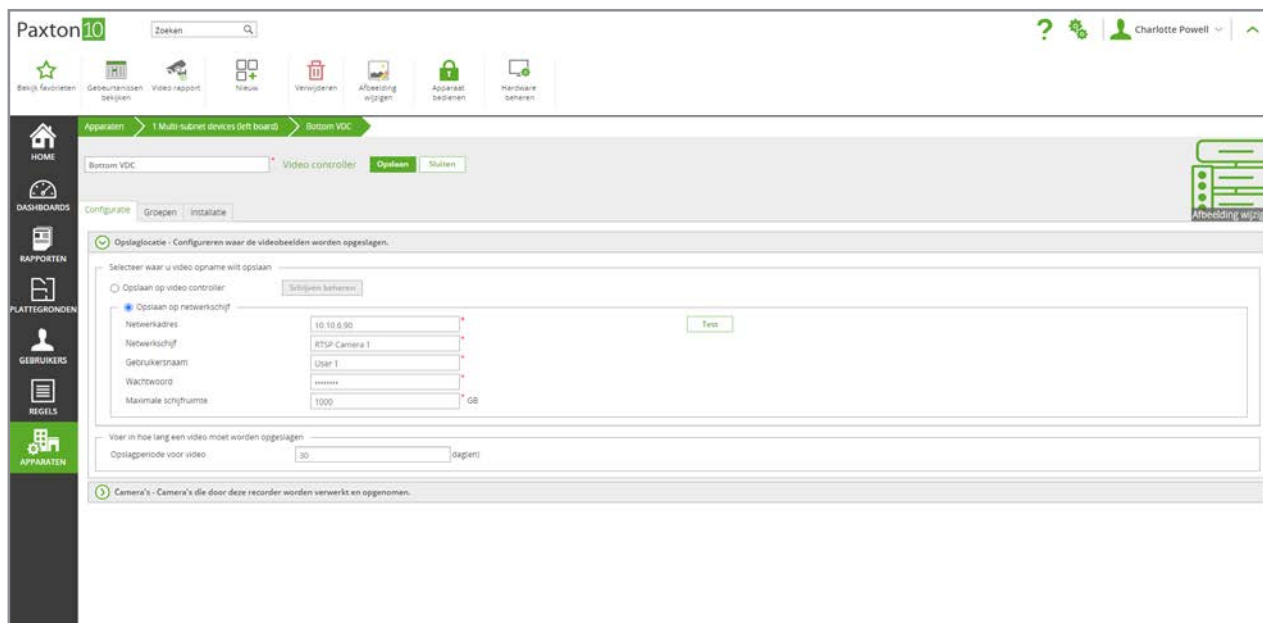 Paxton10
Zoeken
Charlotte Powell
Bekijk favorieten
Gebeurtenissen bekijken
Video rapport
Nieuw
Verwijderen
Afbeelding wijzigen
Apparaat bedienen
Hardware beheren
HOME
DASHBOARDS
RAPPORTEN
PLATTEGRONDEN
GEBRUIKERS
REGELS
APPARATEN
Apparaten
1 Multi-subnet devices (left board)
Bottom VDC
Bottom VDC * Video controller Opslaan Sluiten
Afbeelding wijzig
Configuratie Groepen Installatie
Opslaglocatie - Configureren waar de videobeelden worden opgeslagen.
Selecteer waar u video opname wilt opslaan
Opslaan op video controller Schijven beheren
Opslaan op netwerkschijf
Netwerkadres 10.10.6.90 * Test
Netwerkschijf RTSP Camera 1 *
Gebruikersnaam User 1 *
Wachtwoord •••••••• *
Maximale schijfruimte 1000 * GB
Voer in hoe lang een video moet worden opgeslagen
Opslagperiode voor video 30 dag(en)
Camera's - Camera's die door deze recorder worden verwerkt en opgenomen.